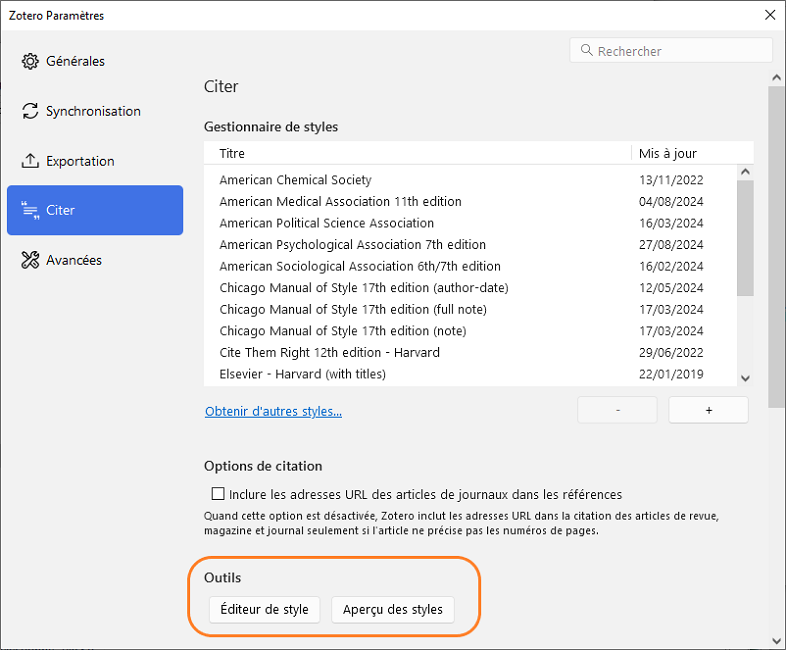 Zotero Paramètres
Rechercher
Générales
Synchronisation
Exportation
Citer
Avancées
Citer
Gestionnaire de styles
Titre Mis à jour
American Chemical Society 13/11/2022
American Medical Association 11th edition 04/08/2024
American Political Science Association 16/03/2024
American Psychological Association 7th edition 27/08/2024
American Sociological Association 6th/7th edition 16/02/2024
Chicago Manual of Style 17th edition (author-date) 12/05/2024
Chicago Manual of Style 17th edition (full note) 17/03/2024
Chicago Manual of Style 17th edition (note) 17/03/2024
Cite Them Right 12th edition - Harvard 29/06/2022
Elsevier - Harvard (with titles) 22/01/2019
Obtenir d'autres styles... - +
Options de citation
Inclure les adresses URL des articles de journaux dans les références
Quand cette option est désactivée, Zotero inclut les adresses URL dans la citation des articles de revue,
magazine et journal seulement si l'article ne précise pas les numéros de pages.
Outils
Éditeur de style Aperçu des styles